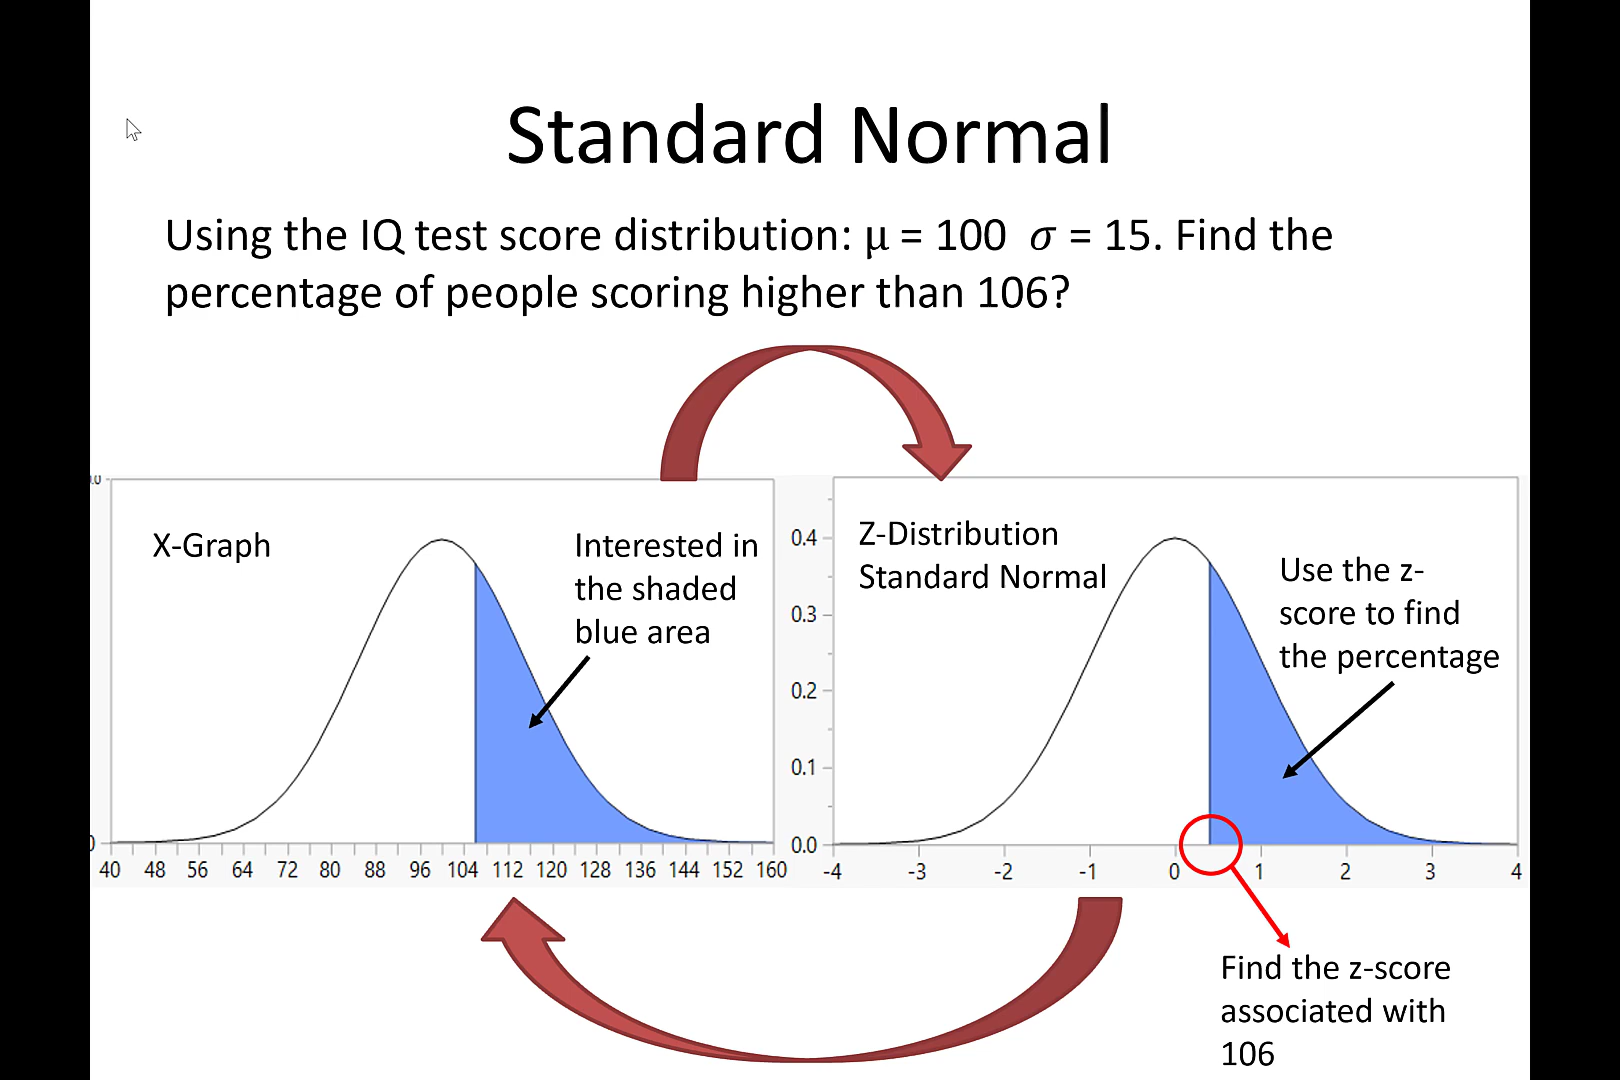 Standard Normal
Using the IQ test score distribution: μ = 100  σ = 15. Find the
percentage of people scoring higher than 106?
X-Graph
Interested in
the shaded
blue area
40 48 56 64 72 80 88 96 104 112 120 128 136 144 152 160
Z-Distribution
Standard Normal
Use the z-
score to find
the percentage
0.4
0.3
0.2
0.1
0.0
-4 -3 -2 -1 0 1 2 3 4
Find the z-score
associated with
106